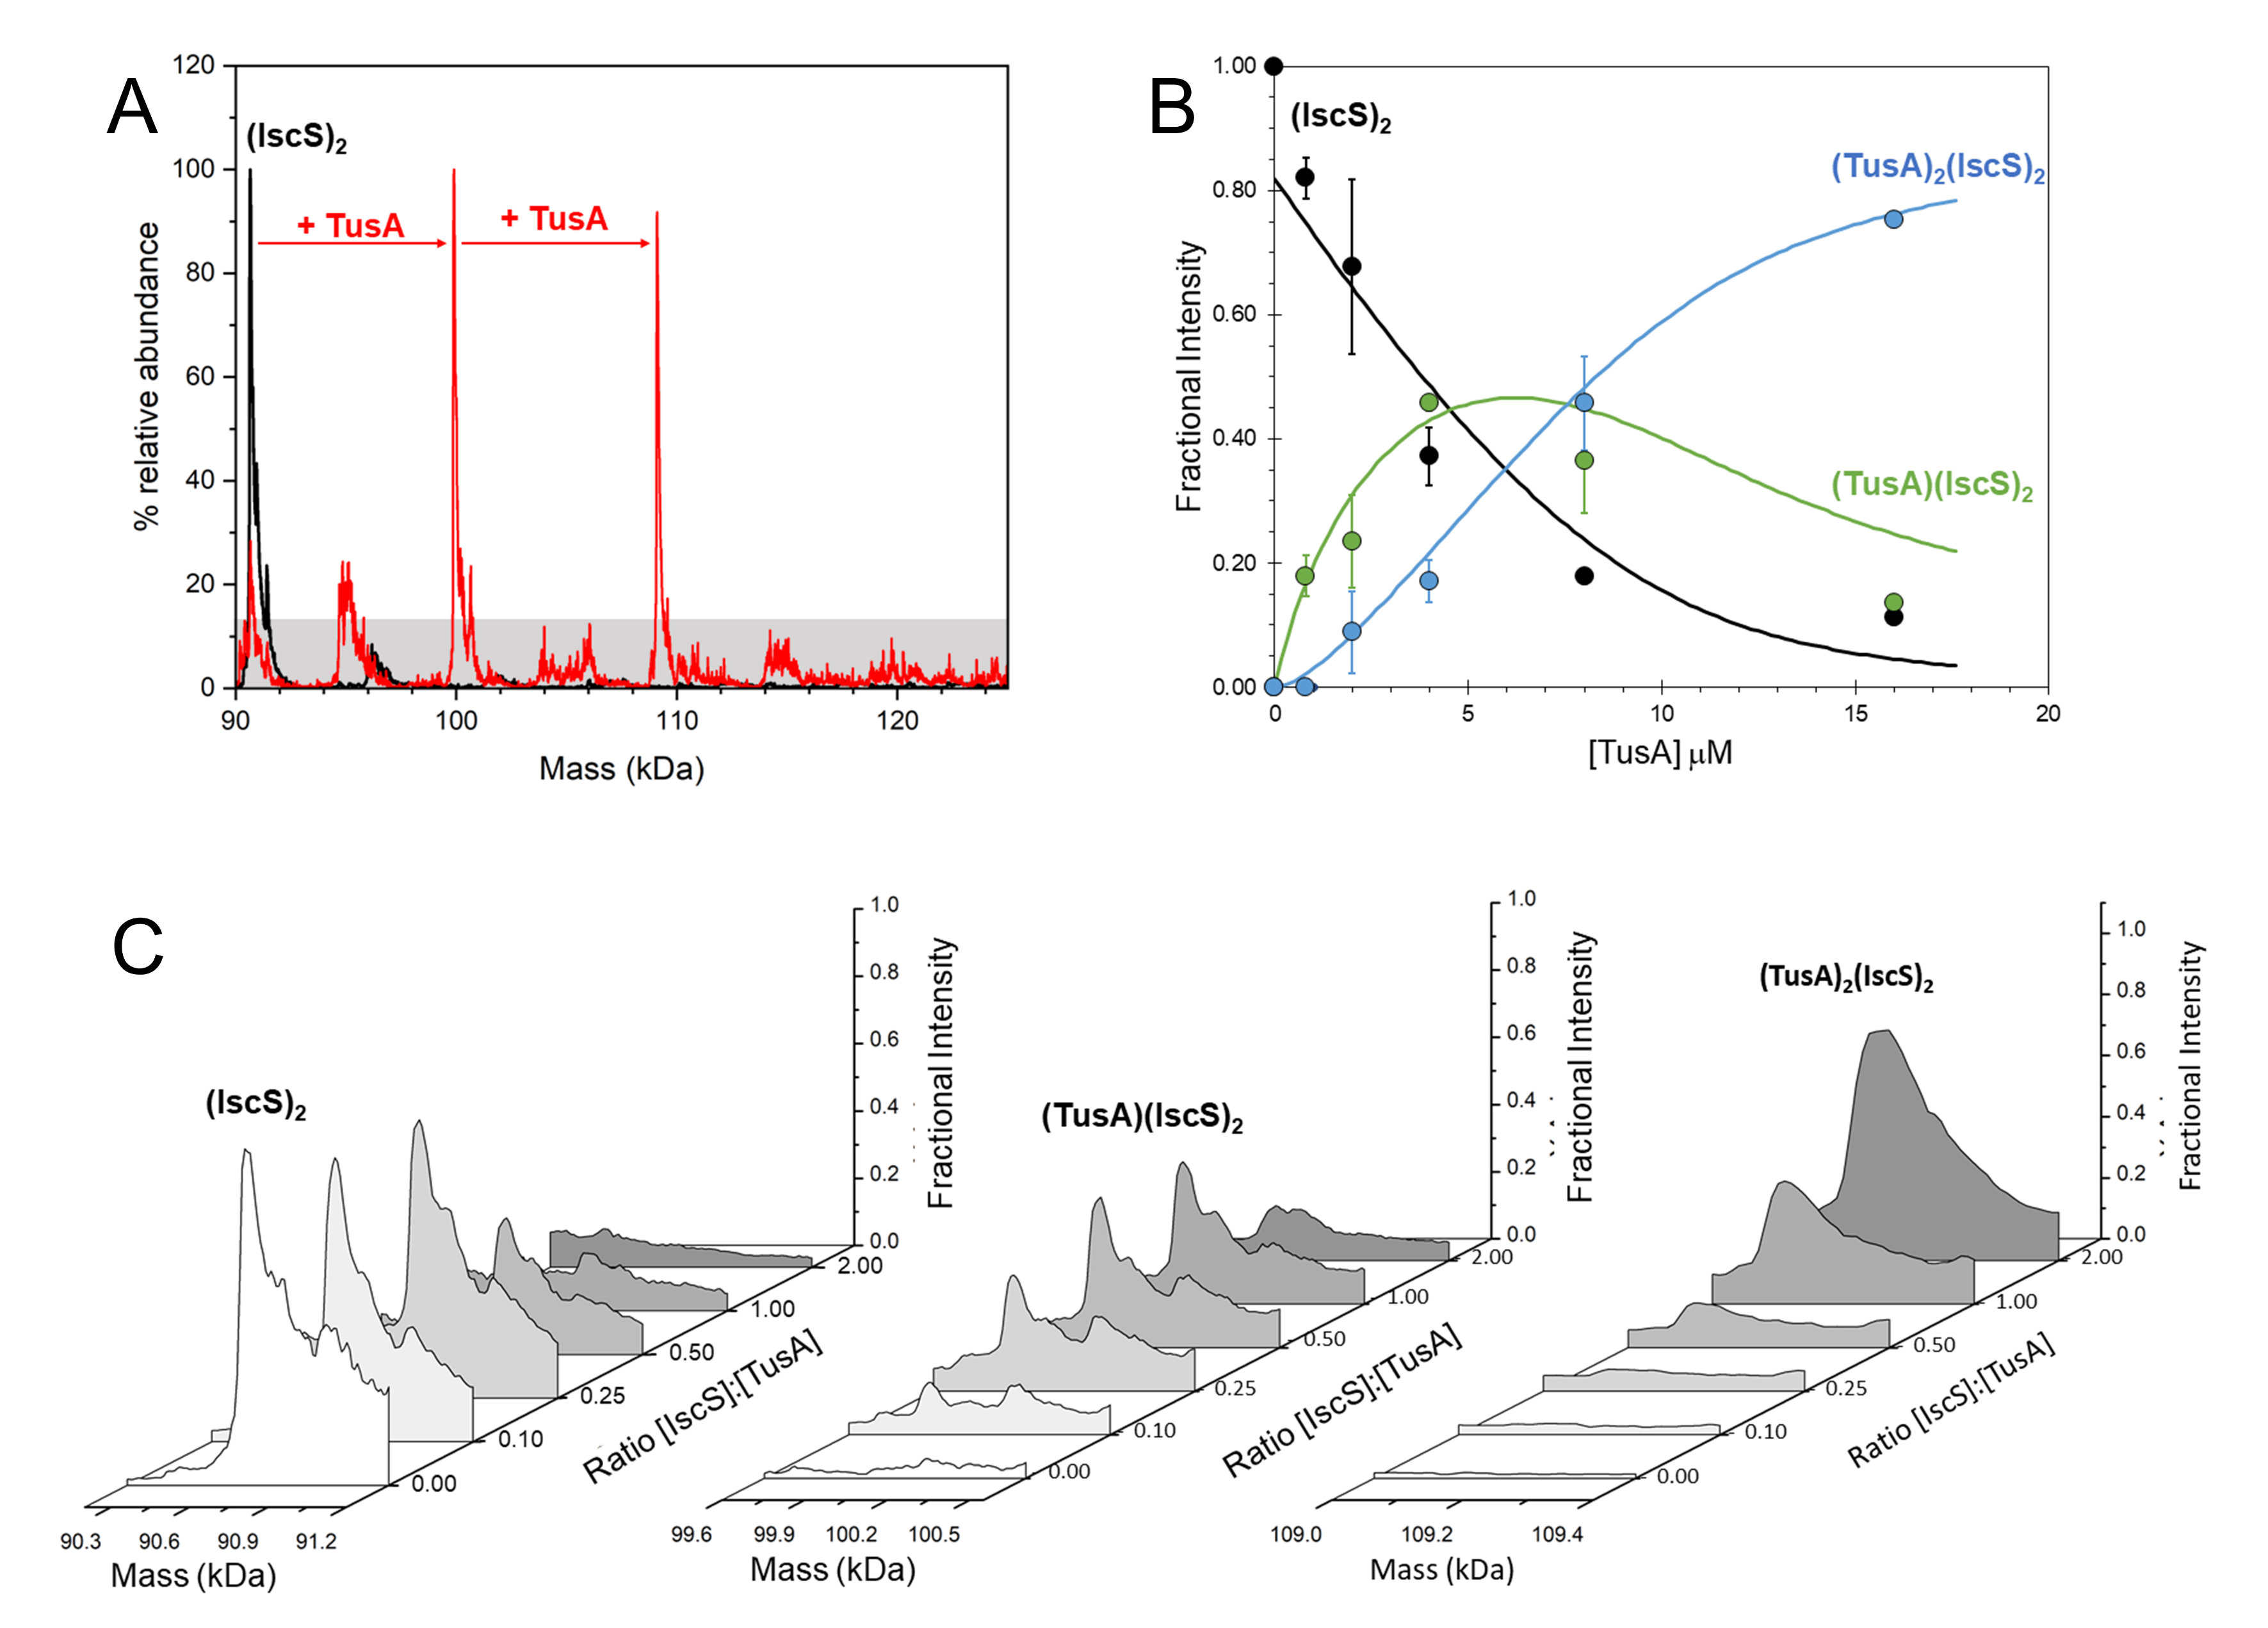 A
120
100
80
60
40
20
0
% relative abundance
(IscS)2
+ TusA
+ TusA
90
100
110
120
Mass (kDa)
B
1.00
0.80
0.60
0.40
0.20
0.00
Fractional Intensity
(IscS)2
(TusA)2(IscS)2
(TusA)(IscS)2
0
5
10
15
20
[TusA] µM
C
(IscS)2
1.0
0.8
0.6
0.4
0.2
0.0
Fractional Intensity
2.00
1.00
0.50
0.25
0.10
0.00
Ratio [IscS]:[TusA]
90.3
90.6
90.9
91.2
Mass (kDa)
(TusA)(IscS)2
1.0
0.8
0.6
0.4
0.2
0.0
Fractional Intensity
2.00
1.00
0.50
0.25
0.10
0.00
Ratio [IscS]:[TusA]
99.6
99.9
100.2
100.5
Mass (kDa)
(TusA)2(IscS)2
1.0
0.8
0.6
0.4
0.2
0.0
Fractional Intensity
2.00
1.00
0.50
0.25
0.10
0.00
Ratio [IscS]:[TusA]
109.0
109.2
109.4
Mass (kDa)